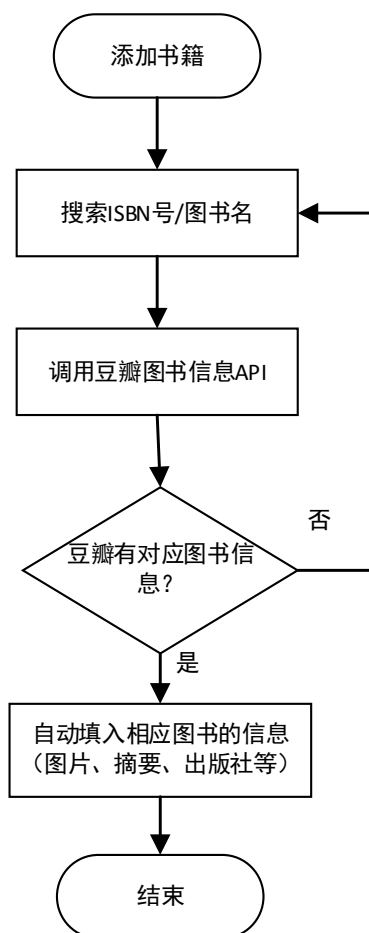 添加书籍
搜索ISBN号/图书名
调用豆瓣图书信息API
豆瓣有对应图书信
息？
否
是
自动填入相应图书的信息
（图片、摘要、出版社等）
结束